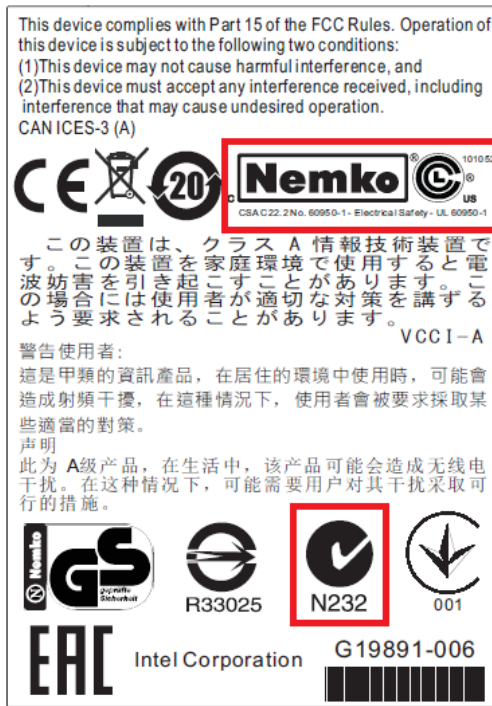 This device complies with Part 15 of the FCC Rules. Operation of
this device is subject to the following two conditions:
(1)This device may not cause harmful interference, and
(2)This device must accept any interference received, including
interference that may cause undesired operation.
CAN ICES-3 (A)
CE 20 C Nemko ® CCL ® 101052
US
CSA C22.2 No. 60950-1 - Electrical Safety - UL 60950-1
この装置は、クラス A 情報技術装置で
す。この装置を家庭環境で使用すると電
波妨害を引き起こすことがあります。こ
の場合には使用者が適切な対策を講ずる
よう要求されることがあります。
VCCI-A
警告使用者:
這是甲類的資訊產品，在居住的環境中使用時，可能會
造成射頻干擾，在這種情況下，使用者會被要求採取某
些適當的對策。
声明
此为 A级产品，在生活中，该产品可能会造成无线电
干扰。在这种情况下，可能需要用户对其干扰采取可
行的措施。
N Nemko GS geprüfte Sicherheit
R33025 N232 001
EAC Intel Corporation G19891-006